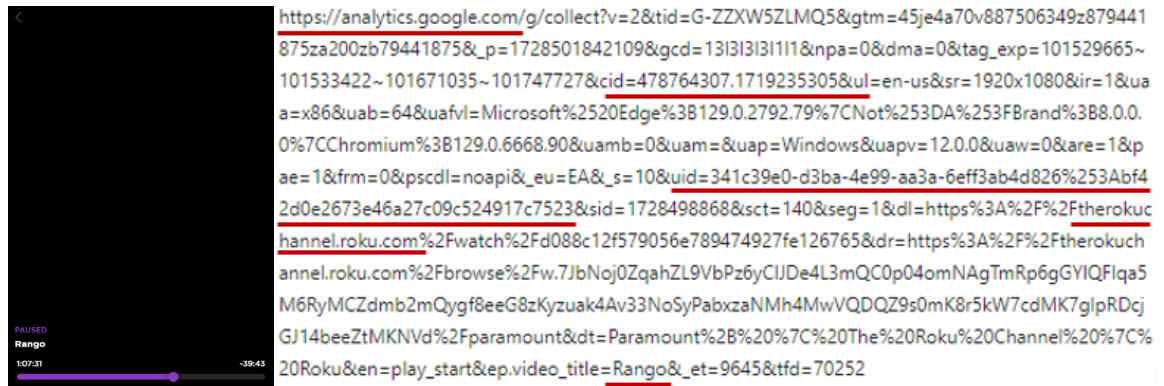 PAUSED
Rango
1:07:31 -39:43
https://analytics.google.com/g/collect?v=2&tid=G-ZZXW5ZLMQ5&gtm=45je4a70v887506349z879441
875za200zb79441875&_p=1728501842109&gcd=13l3l3l3l1l1&npa=0&dma=0&tag_exp=101529665~
101533422~101671035~101747727&cid=478764307.1719235305&ul=en-us&sr=1920x1080&ir=1&ua
a=x86&uab=64&uafvl=Microsoft%2520Edge%3B129.0.2792.79%7CNot%253DA%253FBrand%3B8.0.0.
0%7CChromium%3B129.0.6668.90&uamb=0&uam=&uap=Windows&uapv=12.0.0&uaw=0&are=1&p
ae=1&frm=0&pscdl=noapi&_eu=EA&_s=10&uid=341c39e0-d3ba-4e99-aa3a-6eff3ab4d826%253Abf4
2d0e2673e46a27c09c524917c7523&sid=1728498868&sct=140&seg=1&dl=https%3A%2F%2Ftherokuc
hannel.roku.com%2Fwatch%2Fd088c12f579056e789474927fe126765&dr=https%3A%2F%2Ftherokuch
annel.roku.com%2Fbrowse%2Fw.7JbNoj0ZqahZL9VbPz6yClJDe4L3mQC0p04omNAgTmRp6gGYlQFlqa5
M6RyMCZdmb2mQygf8eeG8zKyzuak4Av33NoSyPabxzaNMh4MwVQDQZ9s0mK8r5kW7cdMK7glpRDcj
GJ14beeZtMKNVd%2Fparamount&dt=Paramount%2B%20%7C%20The%20Roku%20Channel%20%7C%
20Roku&en=play_start&ep.video_title=Rango&_et=9645&tfd=70252